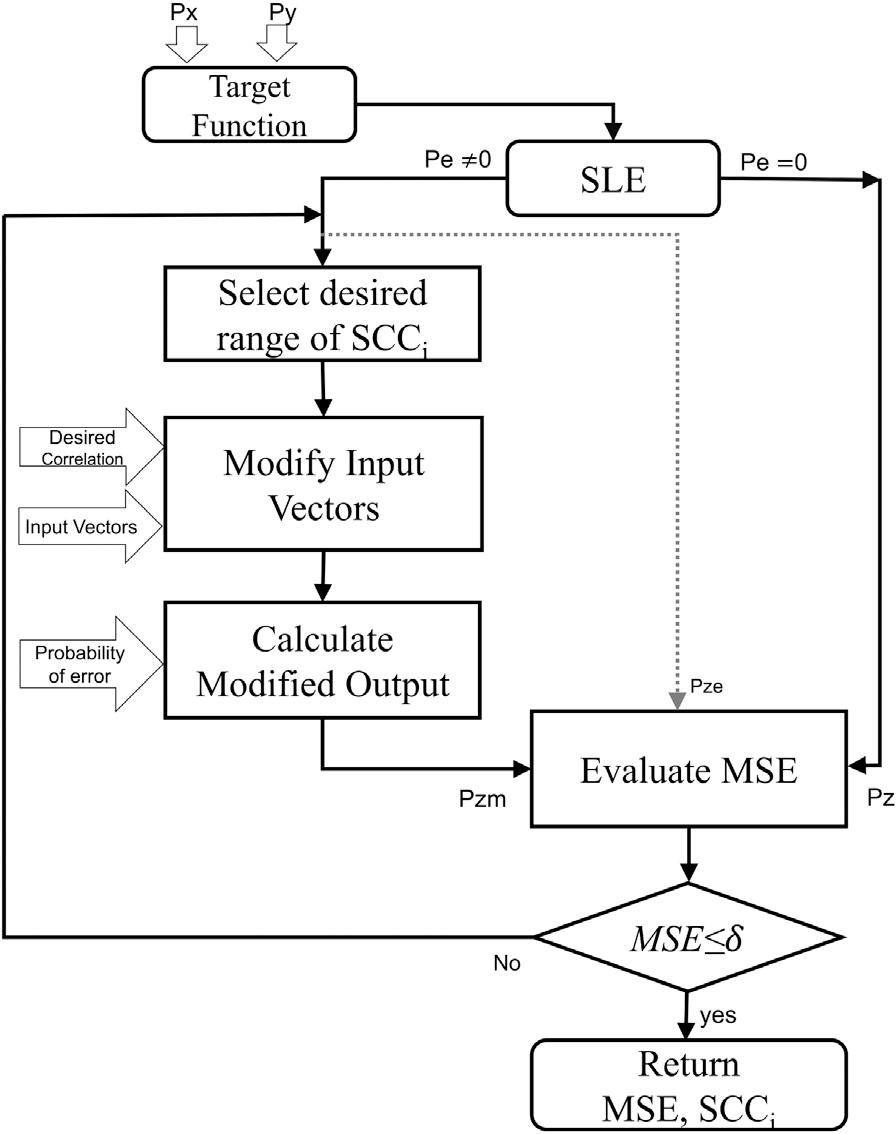 Px
Py
Target
Function
Pe ≠0
SLE
Pe =0
Select desired
range of SCCi
Desired
Correlation
Modify Input
Vectors
Input Vectors
Calculate
Modified Output
Probability
of error
Pze
Evaluate MSE
Pzm
Pz
MSE≤δ
No
yes
Return
MSE, SCCi